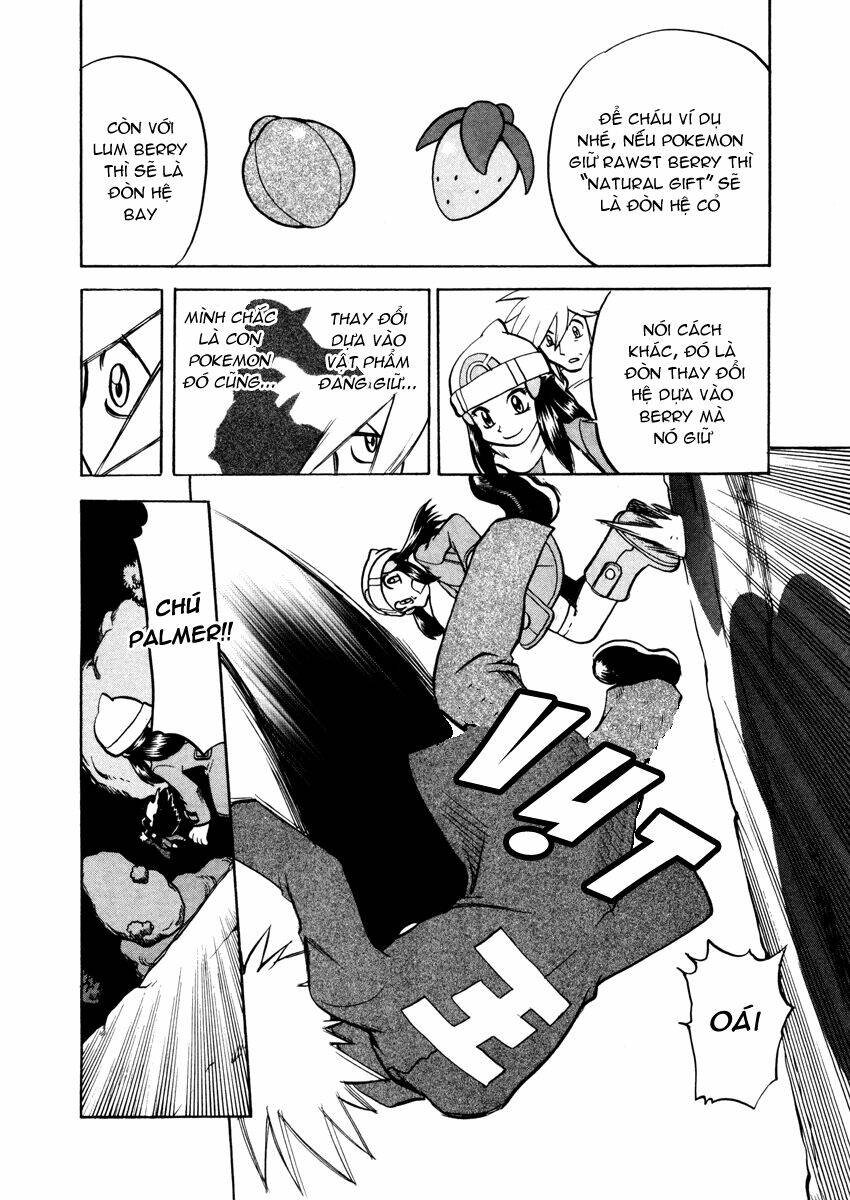 ĐỂ CHÁU VÍ DỤ
NHÉ, NẾU POKEMON
GIỮ RAWST BERRY THÌ
"NATURAL GIFT" SẼ
LÀ ĐÒN HỆ CỎ
CÒN VỚI
LUM BERRY
THÌ SẼ LÀ
ĐÒN HỆ
BAY
NÓI CÁCH
KHÁC, ĐÓ LÀ
ĐÒN THAY ĐỔI
HỆ DỰA VÀO
BERRY MÀ
NÓ GIỮ
THAY ĐỔI
DỰA VÀO
VẬT PHẨM
ĐANG GIỮ...
MÌNH CHẮC
LÀ CON
POKEMON
ĐÓ CŨNG...
VỤT
OÁI
CHÚ
PALMER!!